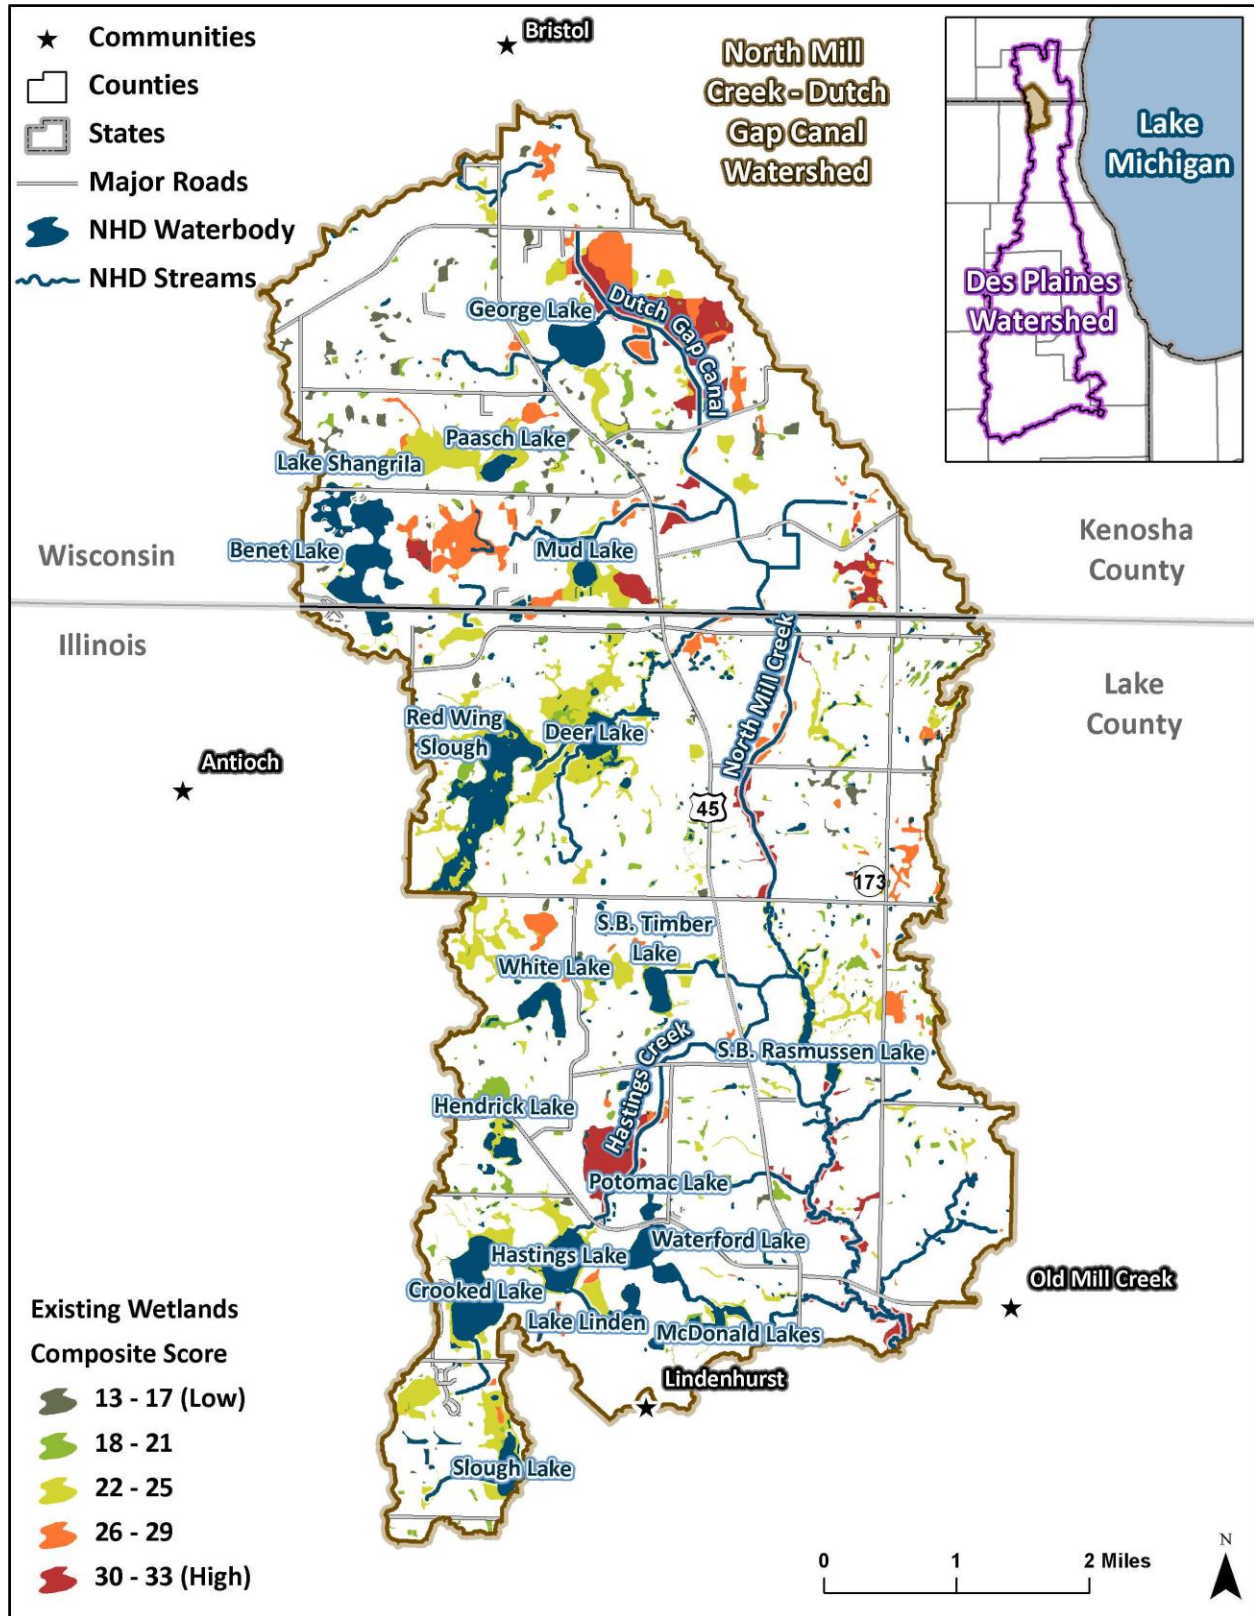 Communities
Counties
States
Major Roads
NHD Waterbody
NHD Streams
Bristol
North Mill
Creek - Dutch
Gap Canal
Watershed
Lake
Michigan
Des Plaines
Watershed
George Lake
Dutch Gap Canal
Paasch Lake
Lake Shangrila
Benet Lake
Mud Lake
Wisconsin
Kenosha
County
Illinois
Lake
County
North Mill Creek
Red Wing
Slough
Deer Lake
Antioch
45
173
S.B. Timber
Lake
White Lake
Hastings Creek
S.B. Rasmussen Lake
Hendrick Lake
Potomac Lake
Waterford Lake
Hastings Lake
Crooked Lake
Lake Linden
McDonald Lakes
Old Mill Creek
Lindenhurst
Slough Lake
Existing Wetlands
Composite Score
13 - 17 (Low)
18 - 21
22 - 25
26 - 29
30 - 33 (High)
0 1 2 Miles
N